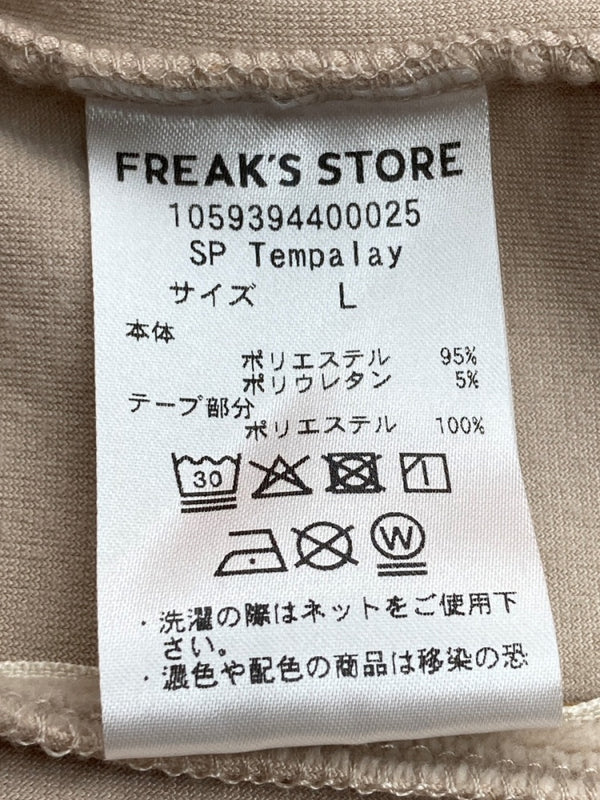 FREAK'S STORE
1059394400025
SP Tempalay
サイズ L
本体
ポリエステル 95%
ポリウレタン 5%
テープ部分
ポリエステル 100%
30
W
・洗濯の際はネットをご使用下
さい。
・濃色や配色の商品は移染の恐